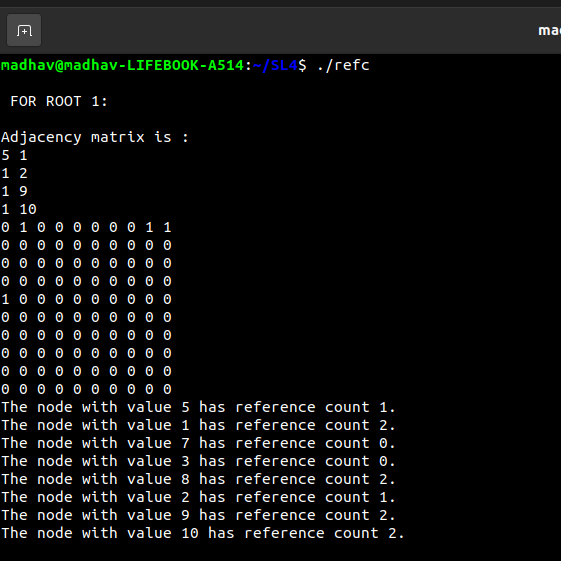 ma
madhav@madhav-LIFEBOOK-A514:~/SL4$ ./refc
FOR ROOT 1:
Adjacency matrix is :
5 1
1 2
1 9
1 10
0 1 0 0 0 0 0 0 1 1
0 0 0 0 0 0 0 0 0 0
0 0 0 0 0 0 0 0 0 0
0 0 0 0 0 0 0 0 0 0
1 0 0 0 0 0 0 0 0 0
0 0 0 0 0 0 0 0 0 0
0 0 0 0 0 0 0 0 0 0
0 0 0 0 0 0 0 0 0 0
0 0 0 0 0 0 0 0 0 0
0 0 0 0 0 0 0 0 0 0
The node with value 5 has reference count 1.
The node with value 1 has reference count 2.
The node with value 7 has reference count 0.
The node with value 3 has reference count 0.
The node with value 8 has reference count 2.
The node with value 2 has reference count 1.
The node with value 9 has reference count 2.
The node with value 10 has reference count 2.